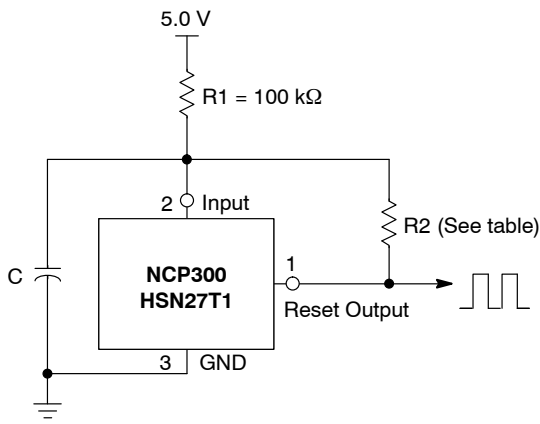 5.0 V
R1 = 100 kΩ
2
Input
R2 (See table)
C
NCP300
HSN27T1
1
Reset Output
3
GND